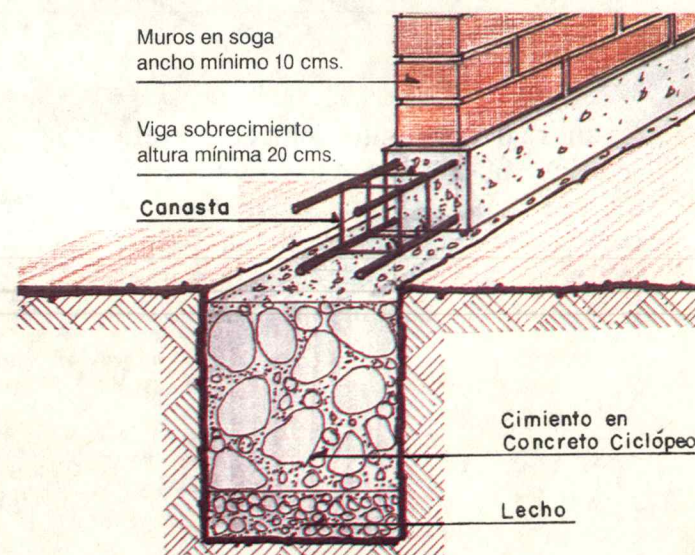 Muros en soga
ancho mínimo 10 cms.
Viga sobrecimiento
altura mínima 20 cms.
Canasta
Cimiento en
Concreto Ciclópeo
Lecho